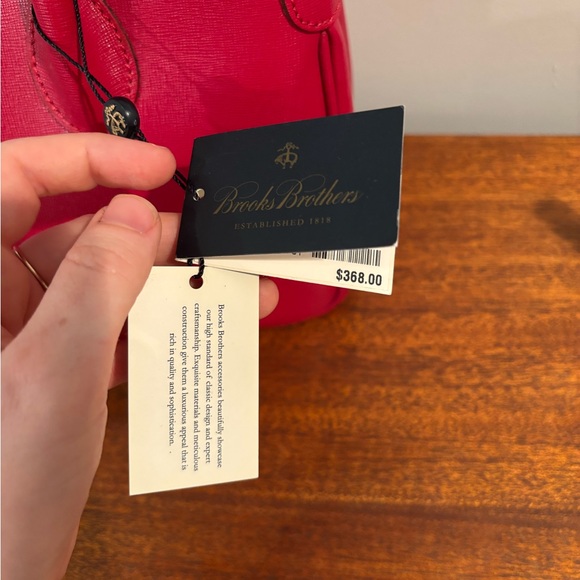 Brooks Brothers
ESTABLISHED 1818
$368.00
Brooks Brothers accessories beautifully showcase
our high standard of classic design and expert
craftsmanship. Exquisite materials and meticulous
construction give them a luxurious appeal that is
rich in quality and sophistication.